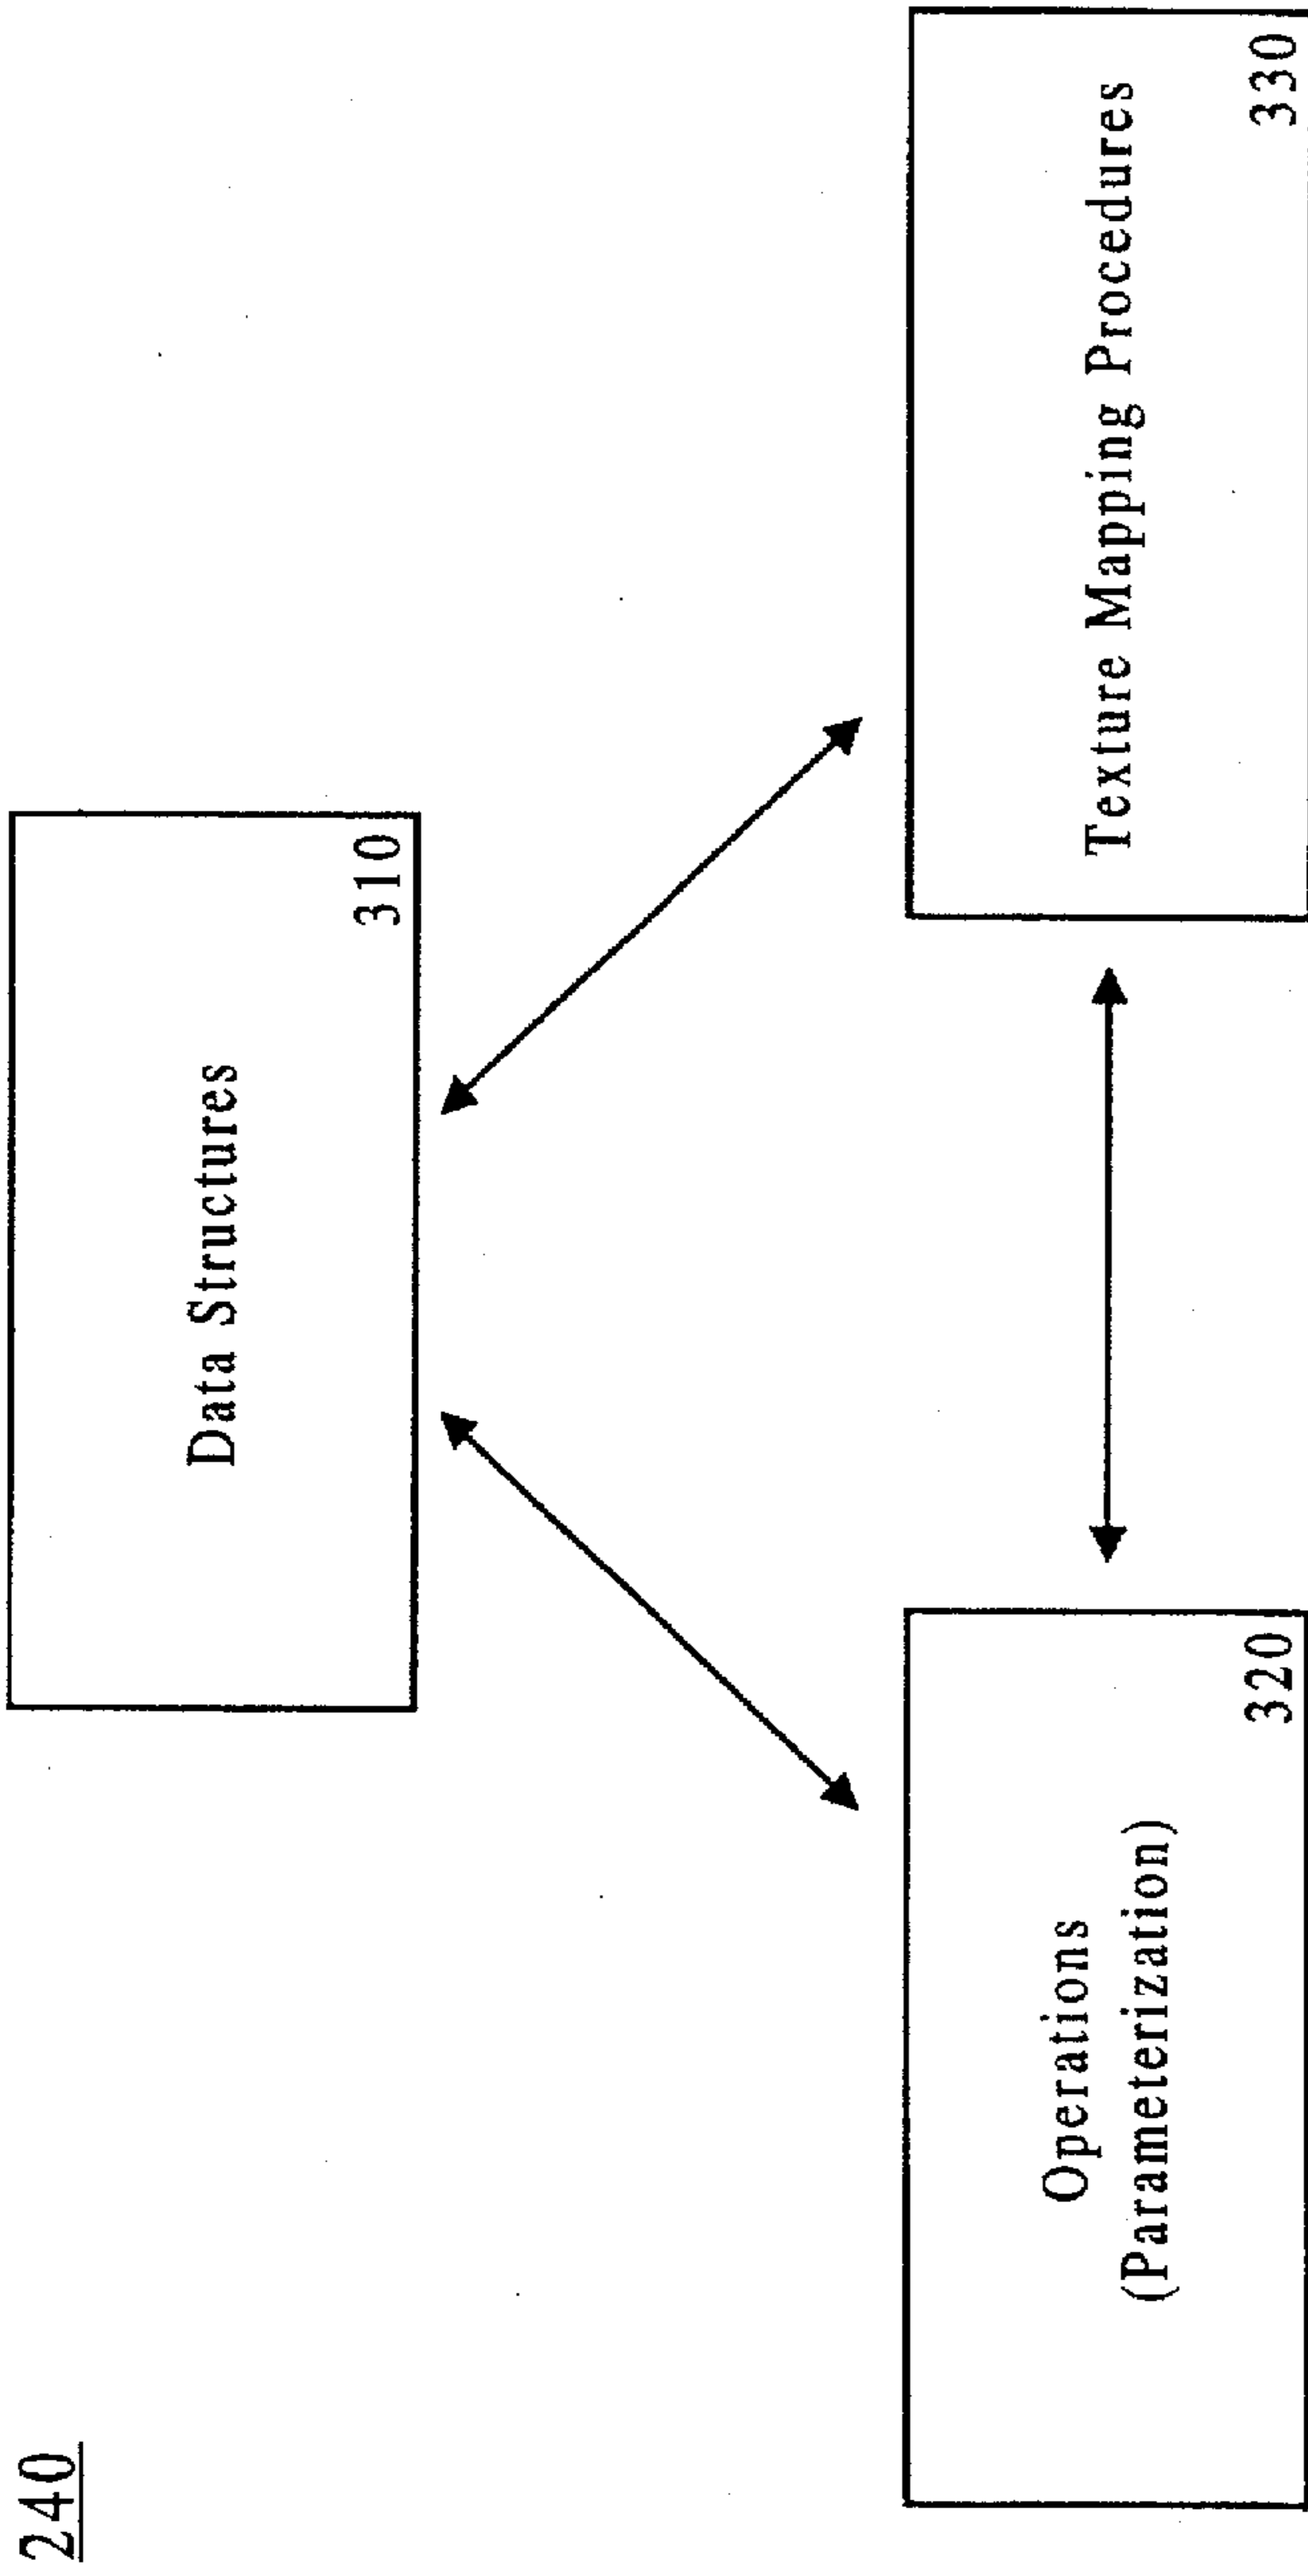 240
Data Structures
310
Operations
(Parameterization)
320
Texture Mapping Procedures
330